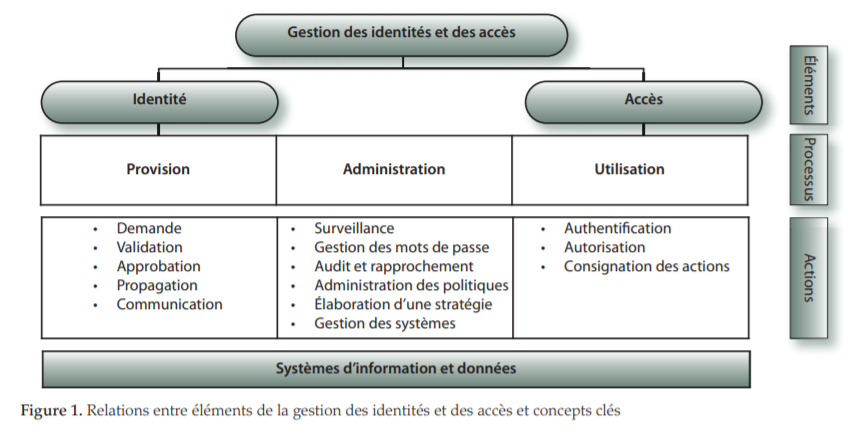 Gestion des identités et des accès
Identité
Accès
Éléments
Provision
Administration
Utilisation
Processus
• Demande
• Validation
• Approbation
• Propagation
• Communication
• Surveillance
• Gestion des mots de passe
• Audit et rapprochement
• Administration des politiques
• Élaboration d’une stratégie
• Gestion des systèmes
• Authentification
• Autorisation
• Consignation des actions
Actions
Systèmes d’information et données
Figure 1. Relations entre éléments de la gestion des identités et des accès et concepts clés